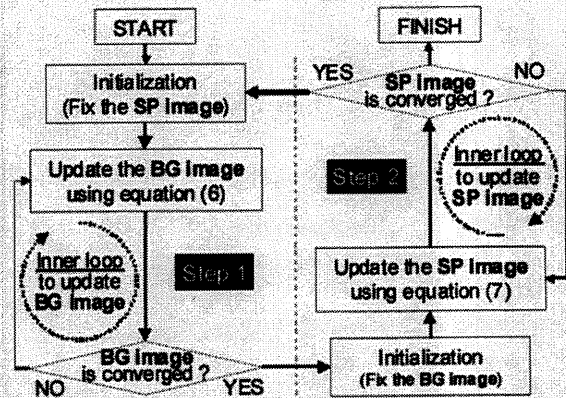 START
Initialization
(Fix the SP Image)
Update the BG Image
using equation (6)
Inner loop
to update
BG Image
Step 1
BG Image
is converged ?
NO
YES
FINISH
YES
SP Image
is converged ?
NO
Step 2
Inner loop
to update
SP Image
Update the SP Image
using equation (7)
Initialization
(Fix the BG image)